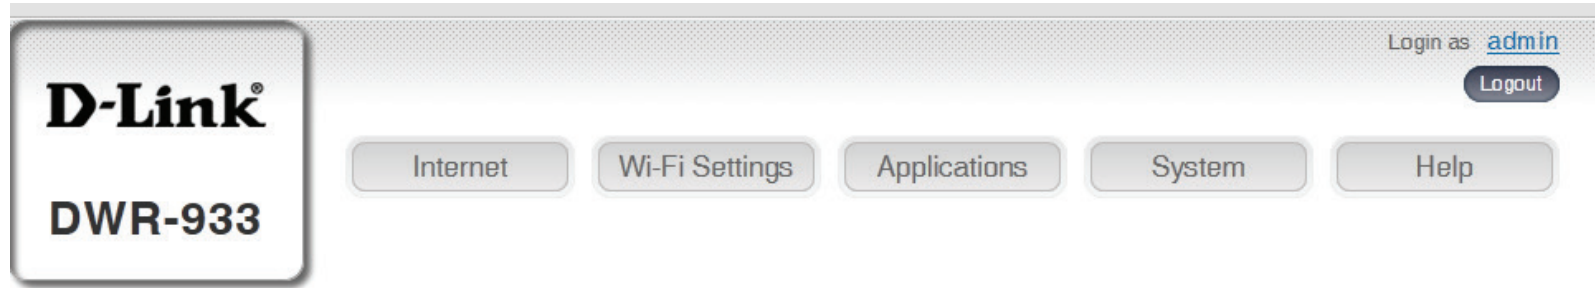 Login as admin
D-Link®
Logout
Internet Wi-Fi Settings Applications System Help
DWR-933